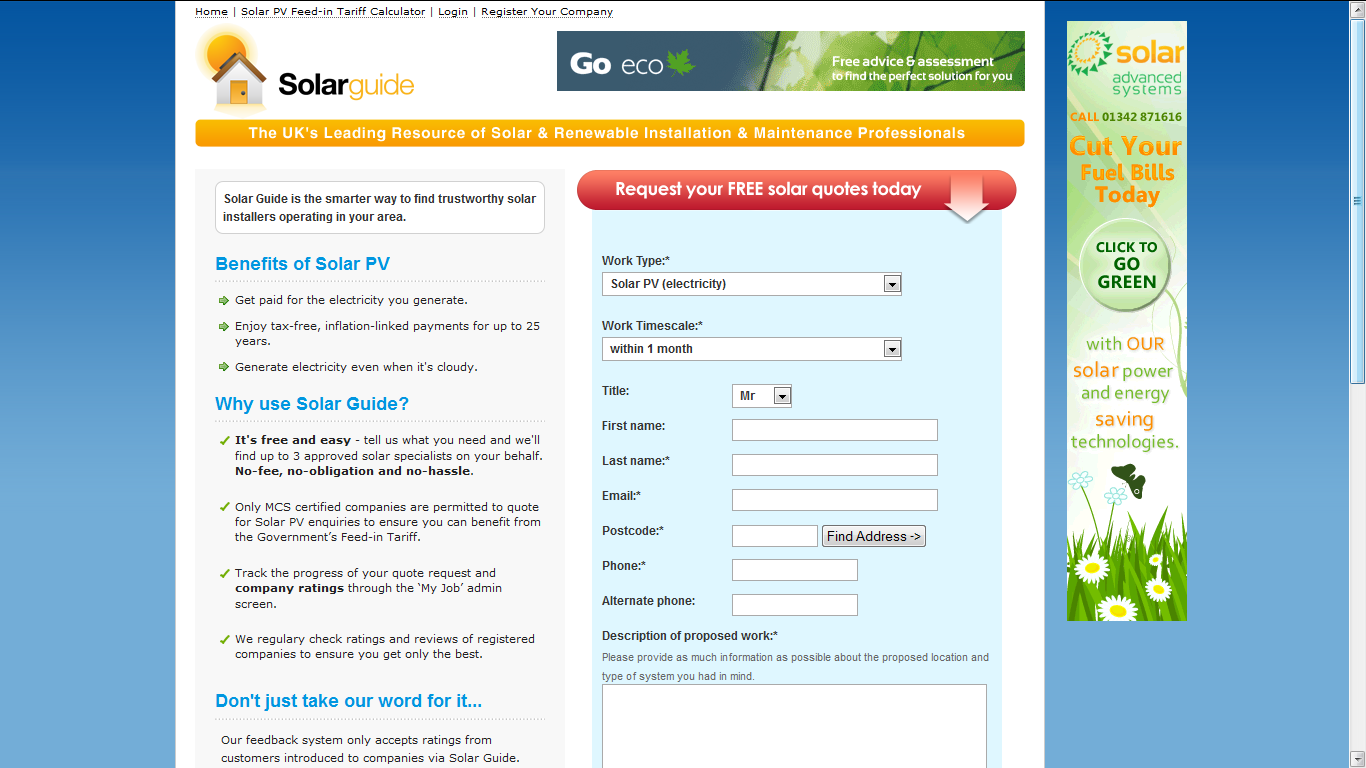 Home | Solar PV Feed-in Tariff Calculator | Login | Register Your Company
Solarguide
Go eco
Free advice & assessment
to find the perfect solution for you
The UK's Leading Resource of Solar & Renewable Installation & Maintenance Professionals
Solar Guide is the smarter way to find trustworthy solar
installers operating in your area.
Benefits of Solar PV
Get paid for the electricity you generate.
Enjoy tax-free, inflation-linked payments for up to 25
years.
Generate electricity even when it's cloudy.
Why use Solar Guide?
It's free and easy - tell us what you need and we'll
find up to 3 approved solar specialists on your behalf.
No-fee, no-obligation and no-hassle.
Only MCS certified companies are permitted to quote
for Solar PV enquiries to ensure you can benefit from
the Government’s Feed-in Tariff.
Track the progress of your quote request and
company ratings through the ‘My Job’ admin
screen.
We regulary check ratings and reviews of registered
companies to ensure you get only the best.
Don't just take our word for it...
Our feedback system only accepts ratings from
customers introduced to companies via Solar Guide.
Request your FREE solar quotes today
Work Type:*
Solar PV (electricity)
Work Timescale:*
within 1 month
Title:
Mr
First name:
Last name:*
Email:*
Postcode:*
Find Address ->
Phone:*
Alternate phone:
Description of proposed work:*
Please provide as much information as possible about the proposed location and
type of system you had in mind.
solar
advanced
systems
CALL 01342 871616
Cut Your
Fuel Bills
Today
CLICK TO
GO
GREEN
with OUR
solar power
and energy
saving
technologies.